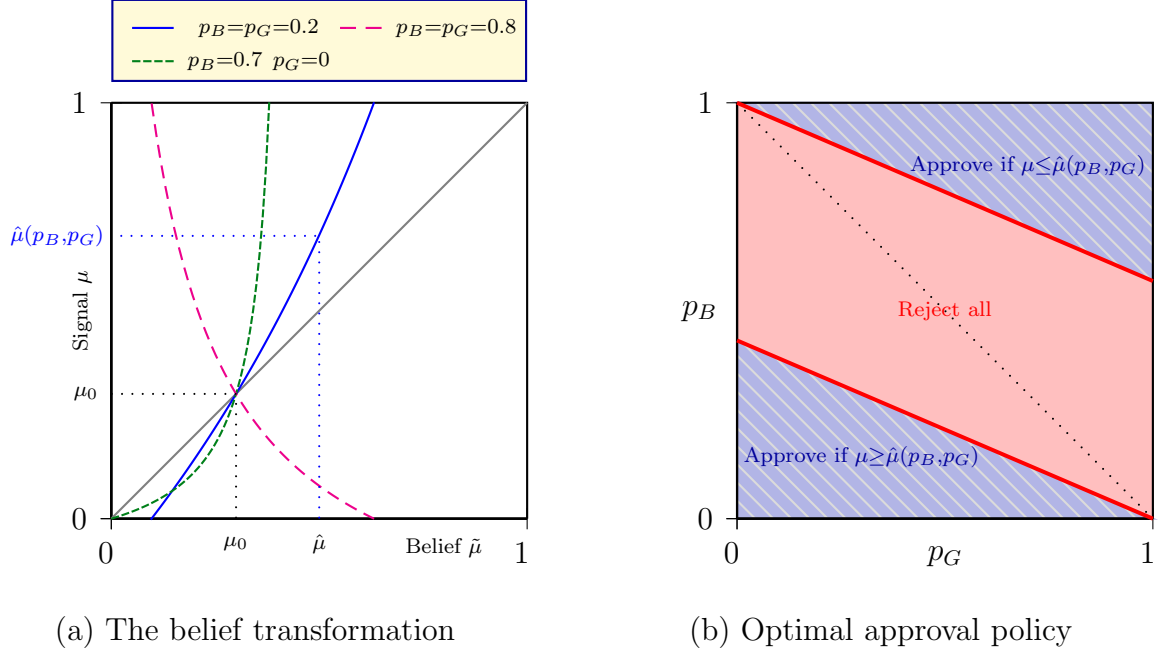 p_B=p_G=0.2 p_B=p_G=0.8
p_B=0.7 p_G=0
1
μ̂(p_B,p_G)
Signal μ
μ₀
0
0 μ₀ μ̂ Belief μ̃ 1
(a) The belief transformation
1
Approve if μ≤μ̂(p_B,p_G)
p_B
Reject all
Approve if μ≥μ̂(p_B,p_G)
0
0 p_G 1
(b) Optimal approval policy